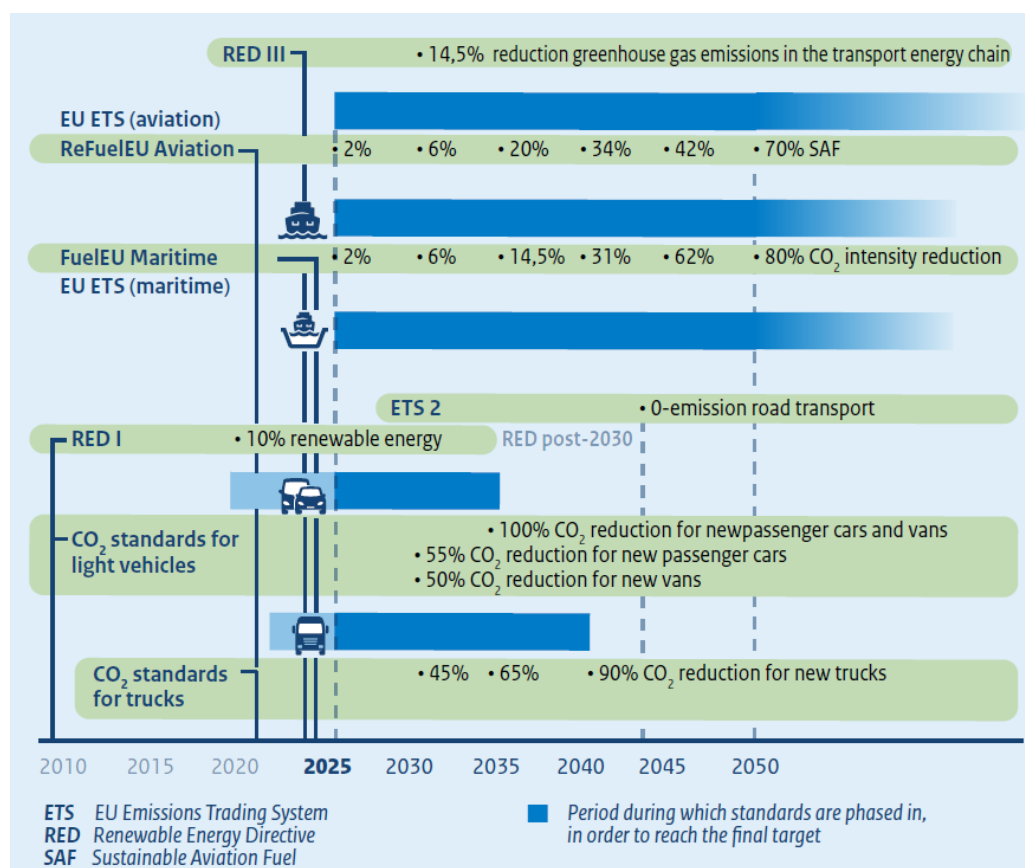 RED III • 14,5% reduction greenhouse gas emissions in the transport energy chain
EU ETS (aviation)
ReFuelEU Aviation • 2% • 6% • 20% • 34% • 42% • 70% SAF
FuelEU Maritime • 2% • 6% • 14,5% • 31% • 62% • 80% CO₂ intensity reduction
EU ETS (maritime)
ETS 2 • 0-emission road transport
RED I • 10% renewable energy RED post-2030
• 100% CO₂ reduction for newpassenger cars and vans
CO₂ standards for
light vehicles
• 55% CO₂ reduction for new passenger cars
• 50% CO₂ reduction for new vans
CO₂ standards
for trucks
• 45% • 65% • 90% CO₂ reduction for new trucks
2010 2015 2020 2025 2030 2035 2040 2045 2050
ETS EU Emissions Trading System
RED Renewable Energy Directive
SAF Sustainable Aviation Fuel
Period during which standards are phased in,
in order to reach the final target